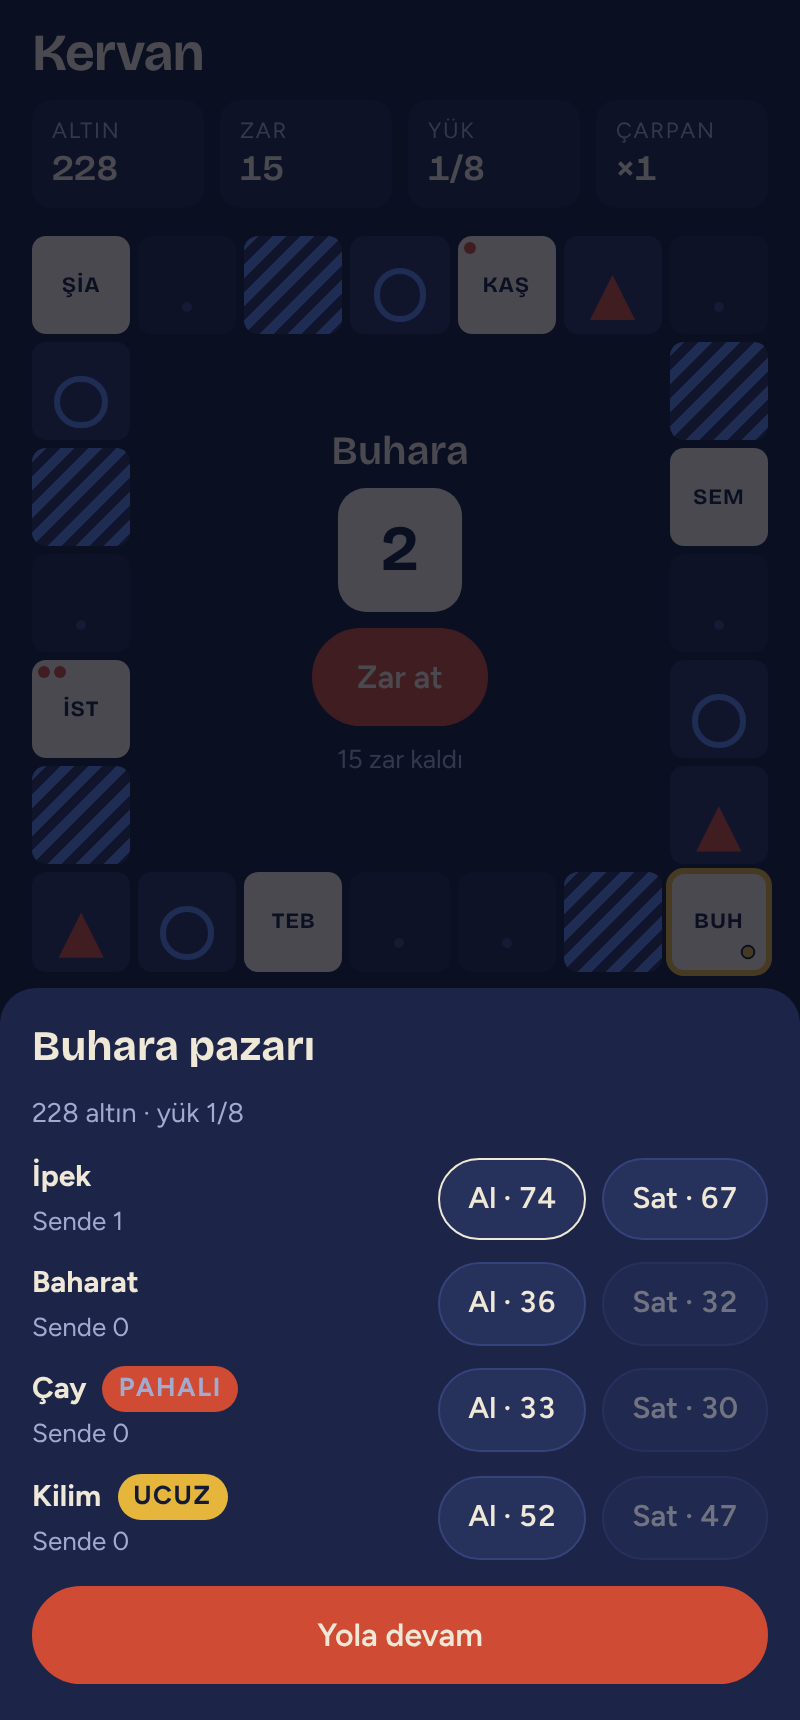 Kervan
ALTIN ZAR YÜK ÇARPAN
228 15 1/8 ×1
ŞİA KAŞ
SEM
Buhara
2
Zar at
İST
15 zar kaldı
TEB BUH
Buhara pazarı
228 altın · yük 1/8
İpek
Sende 1
Al · 74 Sat · 67
Baharat
Sende 0
Al · 36 Sat · 32
Çay PAHALI
Sende 0
Al · 33 Sat · 30
Kilim UCUZ
Sende 0
Al · 52 Sat · 47
Yola devam